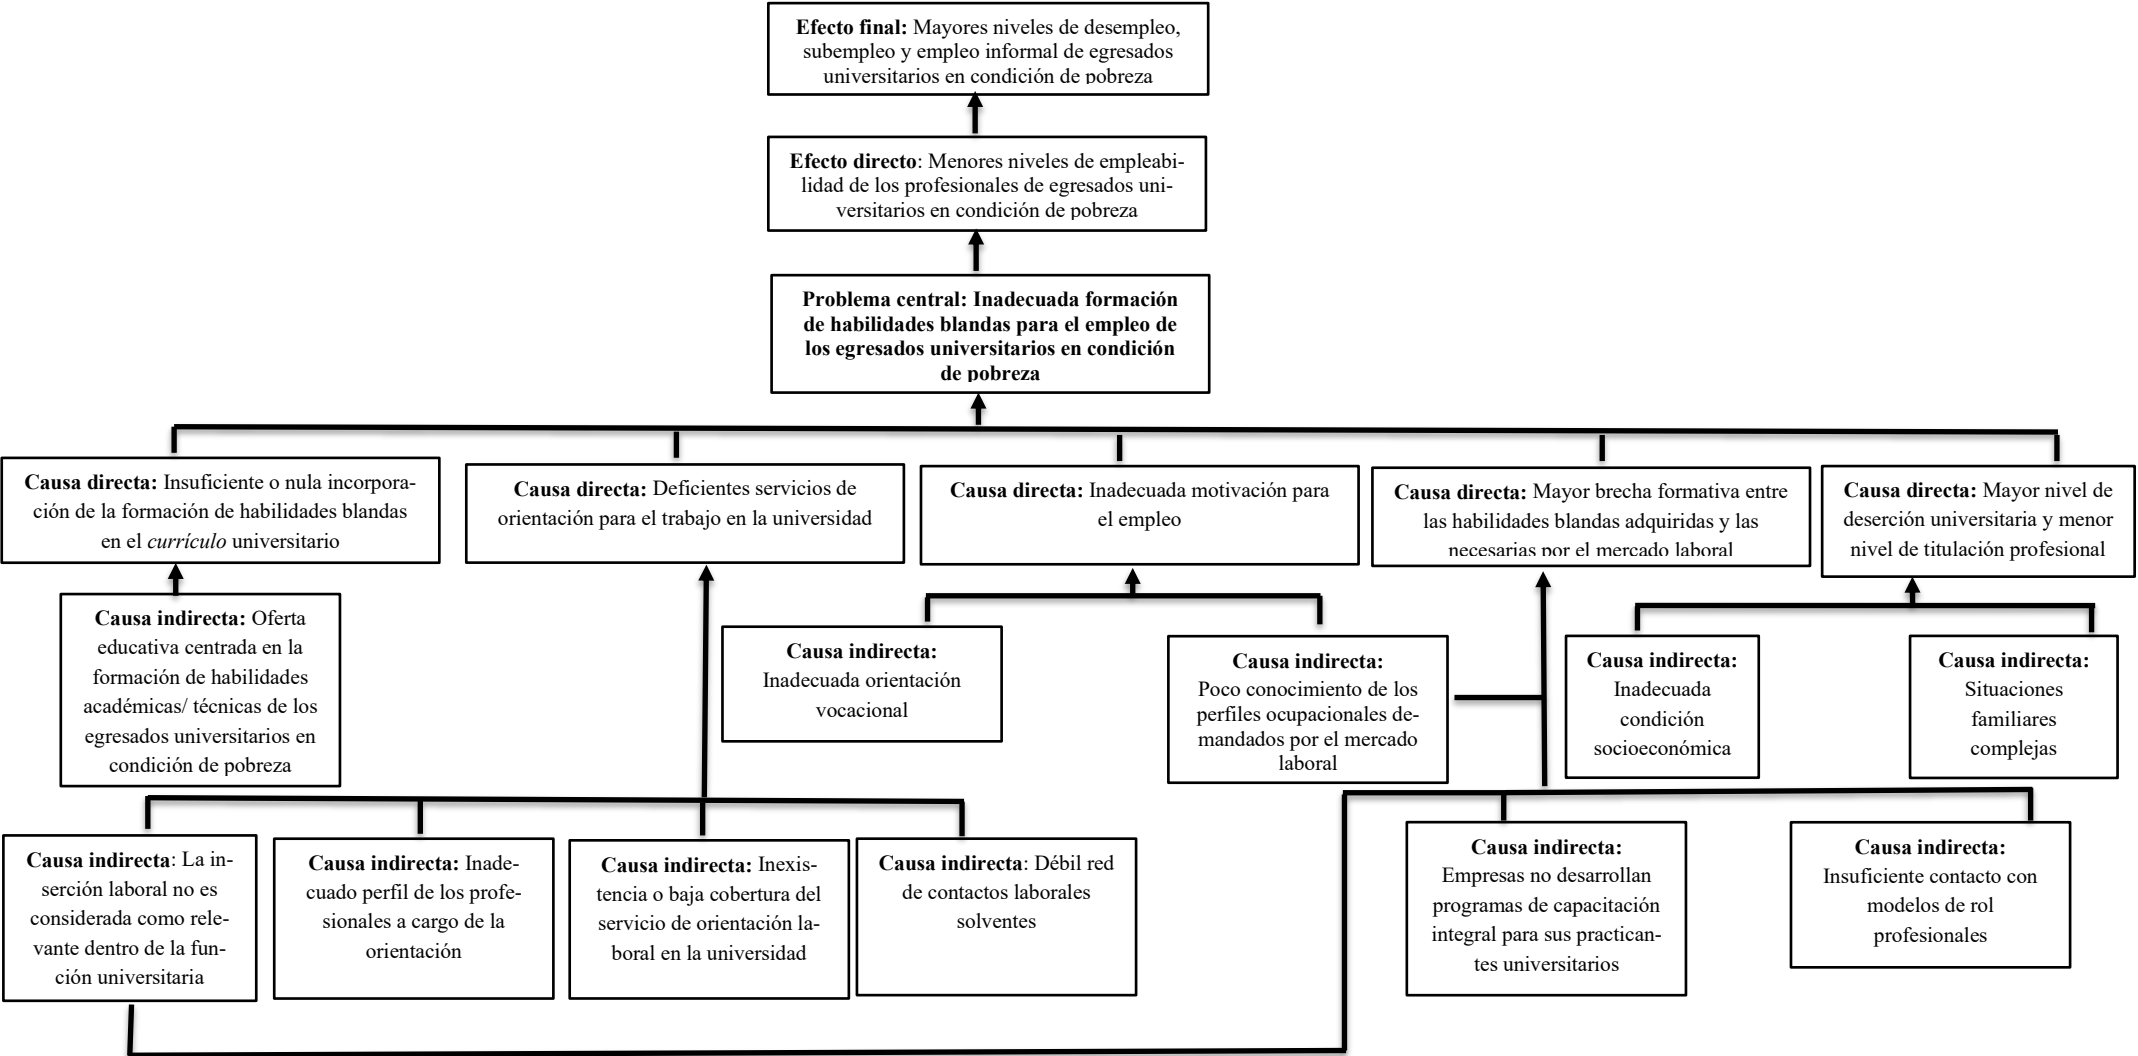 Efecto final: Mayores niveles de desempleo,
subempleo y empleo informal de egresados
universitarios en condición de pobreza
Efecto directo: Menores niveles de empleabi-
lidad de los profesionales de egresados uni-
versitarios en condición de pobreza
Problema central: Inadecuada formación
de habilidades blandas para el empleo de
los egresados universitarios en condición
de pobreza
Causa directa: Insuficiente o nula incorpora-
ción de la formación de habilidades blandas
en el currículo universitario
Causa directa: Deficientes servicios de
orientación para el trabajo en la universidad
Causa directa: Inadecuada motivación para
el empleo
Causa directa: Mayor brecha formativa entre
las habilidades blandas adquiridas y las
necesarias por el mercado laboral
Causa directa: Mayor nivel de
deserción universitaria y menor
nivel de titulación profesional
Causa indirecta: Oferta
educativa centrada en la
formación de habilidades
académicas/ técnicas de los
egresados universitarios en
condición de pobreza
Causa indirecta:
Inadecuada orientación
vocacional
Causa indirecta:
Poco conocimiento de los
perfiles ocupacionales de-
mandados por el mercado
laboral
Causa indirecta:
Inadecuada
condición
socioeconómica
Causa indirecta:
Situaciones
familiares
complejas
Causa indirecta: La in-
serción laboral no es
considerada como rele-
vante dentro de la fun-
ción universitaria
Causa indirecta: Inade-
cuado perfil de los profe-
sionales a cargo de la
orientación
Causa indirecta: Inexis-
tencia o baja cobertura del
servicio de orientación la-
boral en la universidad
Causa indirecta: Débil red
de contactos laborales
solventes
Causa indirecta:
Empresas no desarrollan
programas de capacitación
integral para sus practican-
tes universitarios
Causa indirecta:
Insuficiente contacto con
modelos de rol
profesionales